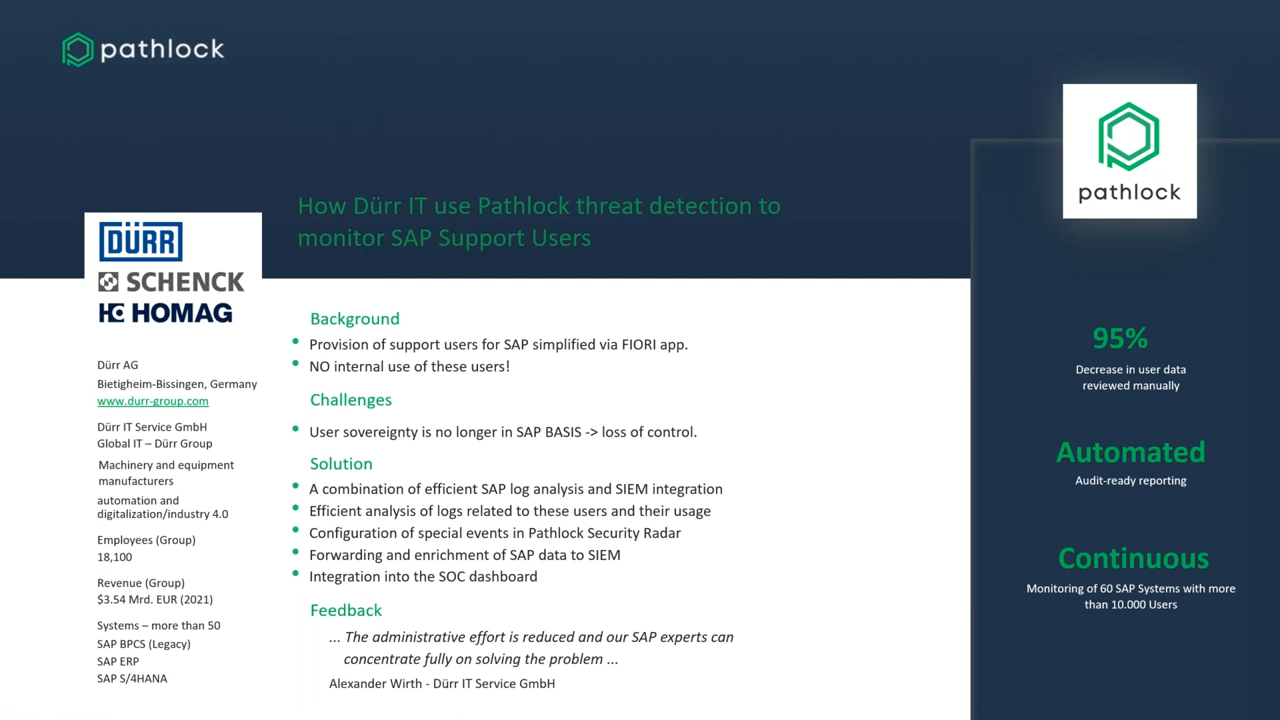 pathlock
pathlock
How Dürr IT use Pathlock threat detection to
monitor SAP Support Users
DÜRR
SCHENCK
HOMAG
Dürr AG
Bietigheim-Bissingen, Germany
www.durr-group.com
Dürr IT Service GmbH
Global IT – Dürr Group
Machinery and equipment
manufacturers
automation and
digitalization/industry 4.0
Employees (Group)
18,100
Revenue (Group)
$3.54 Mrd. EUR (2021)
Systems – more than 50
SAP BPCS (Legacy)
SAP ERP
SAP S/4HANA
Background
• Provision of support users for SAP simplified via FIORI app.
• NO internal use of these users!
Challenges
• User sovereignty is no longer in SAP BASIS -> loss of control.
Solution
• A combination of efficient SAP log analysis and SIEM integration
• Efficient analysis of logs related to these users and their usage
• Configuration of special events in Pathlock Security Radar
• Forwarding and enrichment of SAP data to SIEM
• Integration into the SOC dashboard
Feedback
... The administrative effort is reduced and our SAP experts can
concentrate fully on solving the problem ...
Alexander Wirth - Dürr IT Service GmbH
95%
Decrease in user data
reviewed manually
Automated
Audit-ready reporting
Continuous
Monitoring of 60 SAP Systems with more
than 10.000 Users